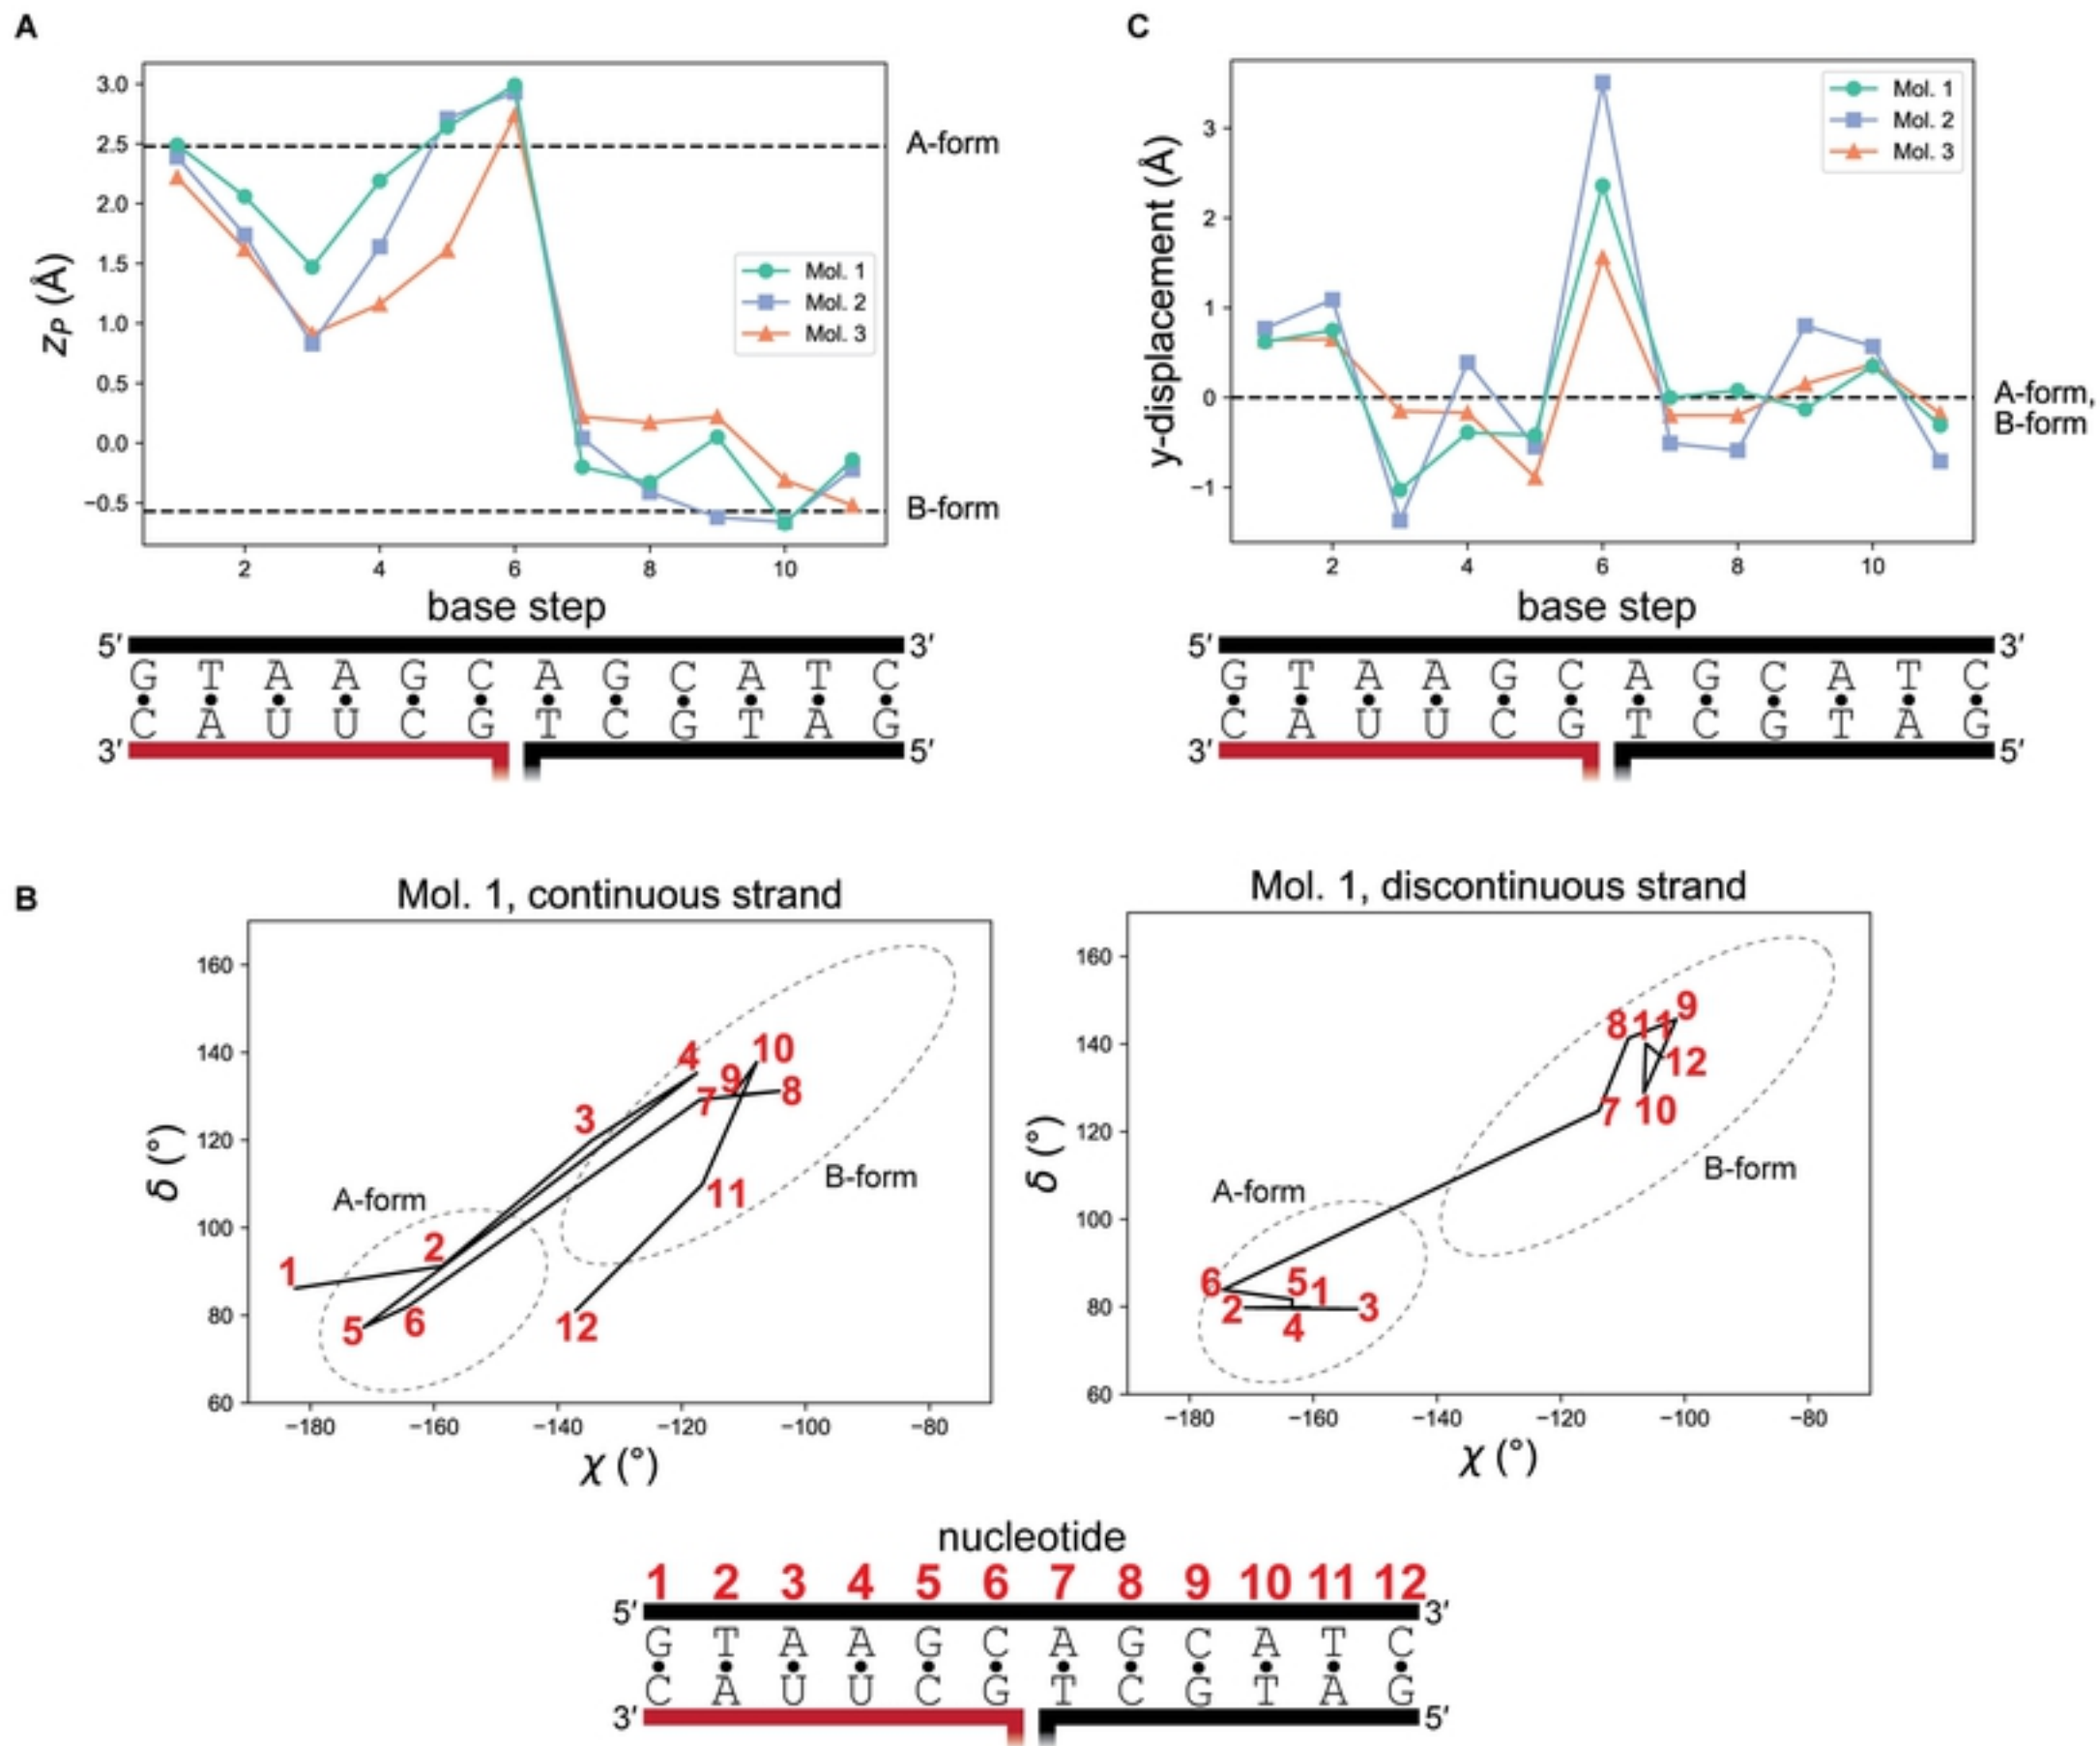 A
3.0
2.5
2.0
1.5
1.0
0.5
0.0
−0.5
z_P (Å)
A-form
B-form
Mol. 1
Mol. 2
Mol. 3
2 4 6 8 10
base step
5′ 3′
G T A A G C A G C A T C
C A U U C G T C G T A G
3′ 5′
C
3
2
1
0
−1
y-displacement (Å)
Mol. 1
Mol. 2
Mol. 3
A-form,
B-form
2 4 6 8 10
base step
5′ 3′
G T A A G C A G C A T C
C A U U C G T C G T A G
3′ 5′
B
Mol. 1, continuous strand
160
140
120
100
80
60
δ (°)
4
10
9
8
7
3
11
B-form
A-form
2
1
5
6
12
−180 −160 −140 −120 −100 −80
χ (°)
Mol. 1, discontinuous strand
160
140
120
100
80
60
δ (°)
9
8
11
12
7
10
B-form
A-form
6
5
1
2
3
4
−180 −160 −140 −120 −100 −80
χ (°)
nucleotide
1 2 3 4 5 6 7 8 9 10 11 12
5′ 3′
G T A A G C A G C A T C
C A U U C G T C G T A G
3′ 5′